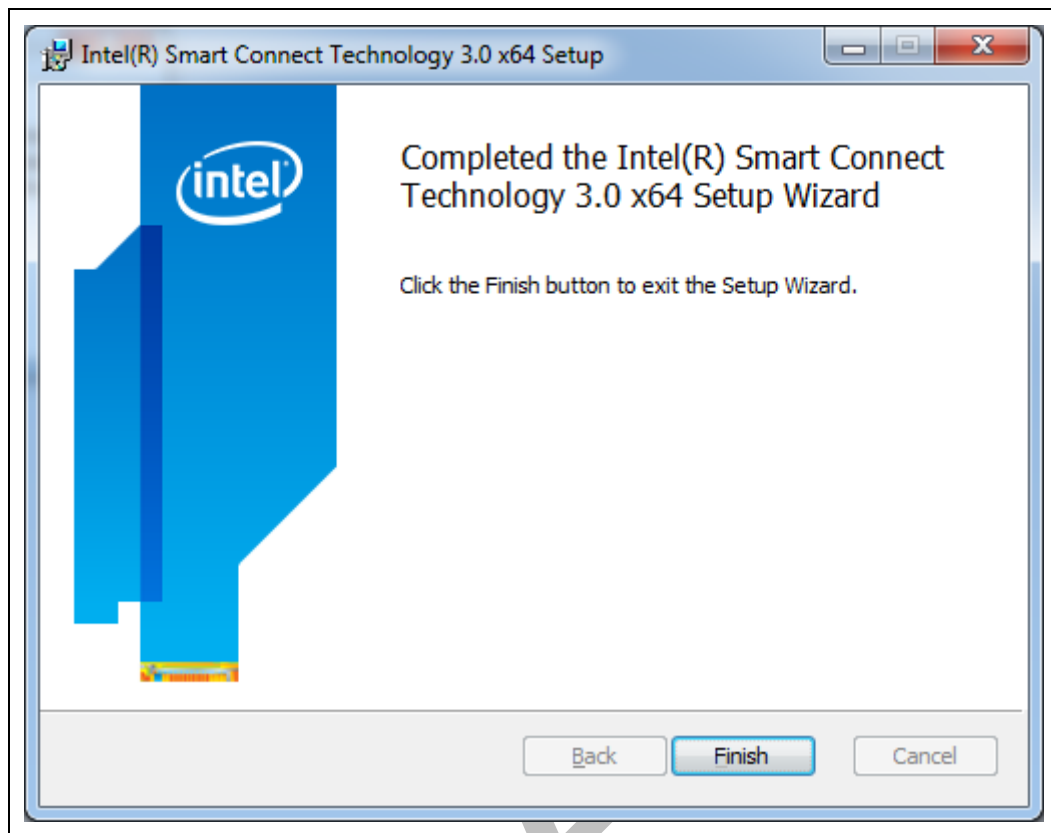 Intel(R) Smart Connect Technology 3.0 x64 Setup
intel
Completed the Intel(R) Smart Connect
Technology 3.0 x64 Setup Wizard
Click the Finish button to exit the Setup Wizard.
Back Finish Cancel